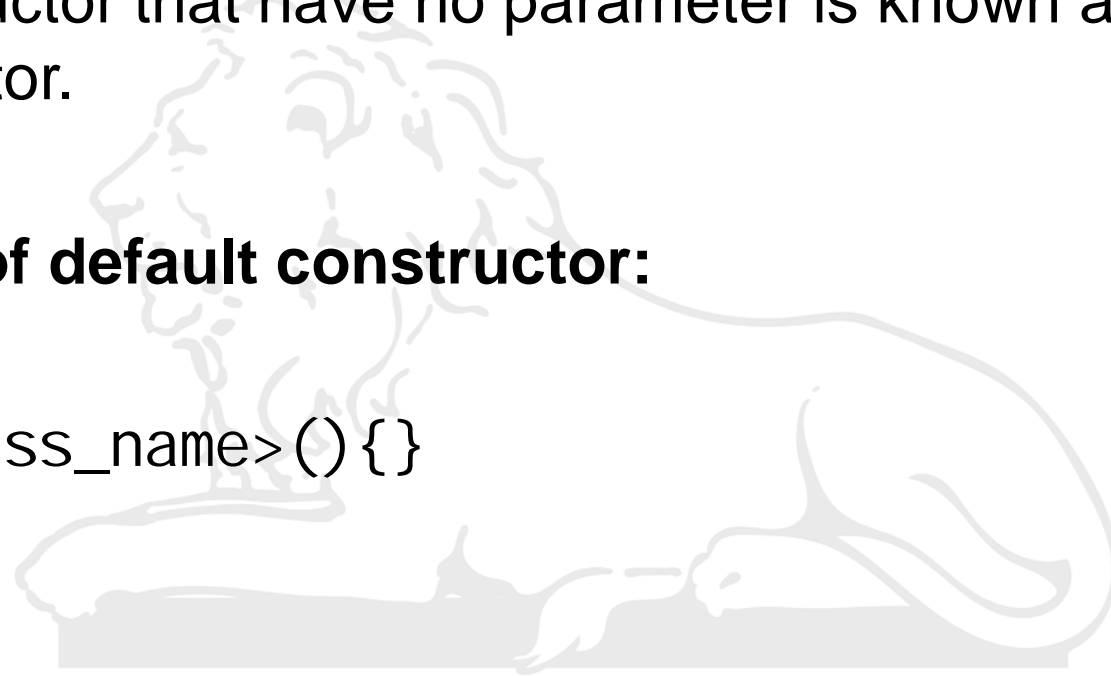 uctor that have no parameter is known a
tor.
of default constructor:
ss_name>(){}